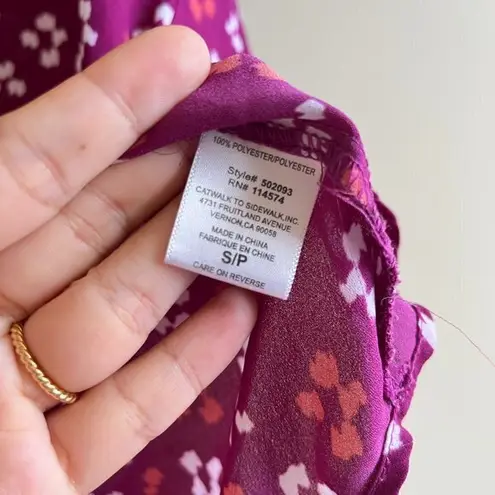 100% POLYESTER/POLYESTER
Style# 502093
RN# 114574
CATWALK TO SIDEWALK,INC.
4731 FRUITLAND AVENUE
VERNON,CA 90058
MADE IN CHINA
FABRIQUE EN CHINE
S/P
CARE ON REVERSE